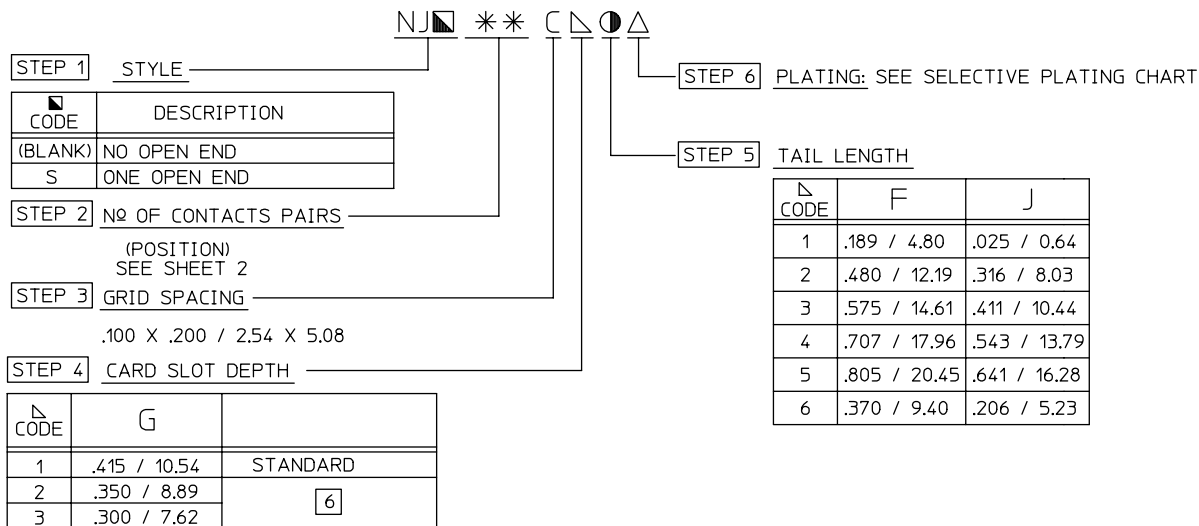 NJ ** C
STEP 1 STYLE
CODE DESCRIPTION
(BLANK) NO OPEN END
S ONE OPEN END
STEP 2 Nº OF CONTACTS PAIRS
(POSITION)
SEE SHEET 2
STEP 3 GRID SPACING
.100 X .200 / 2.54 X 5.08
STEP 4 CARD SLOT DEPTH
CODE G
1 .415 / 10.54 STANDARD
2 .350 / 8.89
6
3 .300 / 7.62
STEP 6 PLATING: SEE SELECTIVE PLATING CHART
STEP 5 TAIL LENGTH
CODE F J
1 .189 / 4.80 .025 / 0.64
2 .480 / 12.19 .316 / 8.03
3 .575 / 14.61 .411 / 10.44
4 .707 / 17.96 .543 / 13.79
5 .805 / 20.45 .641 / 16.28
6 .370 / 9.40 .206 / 5.23